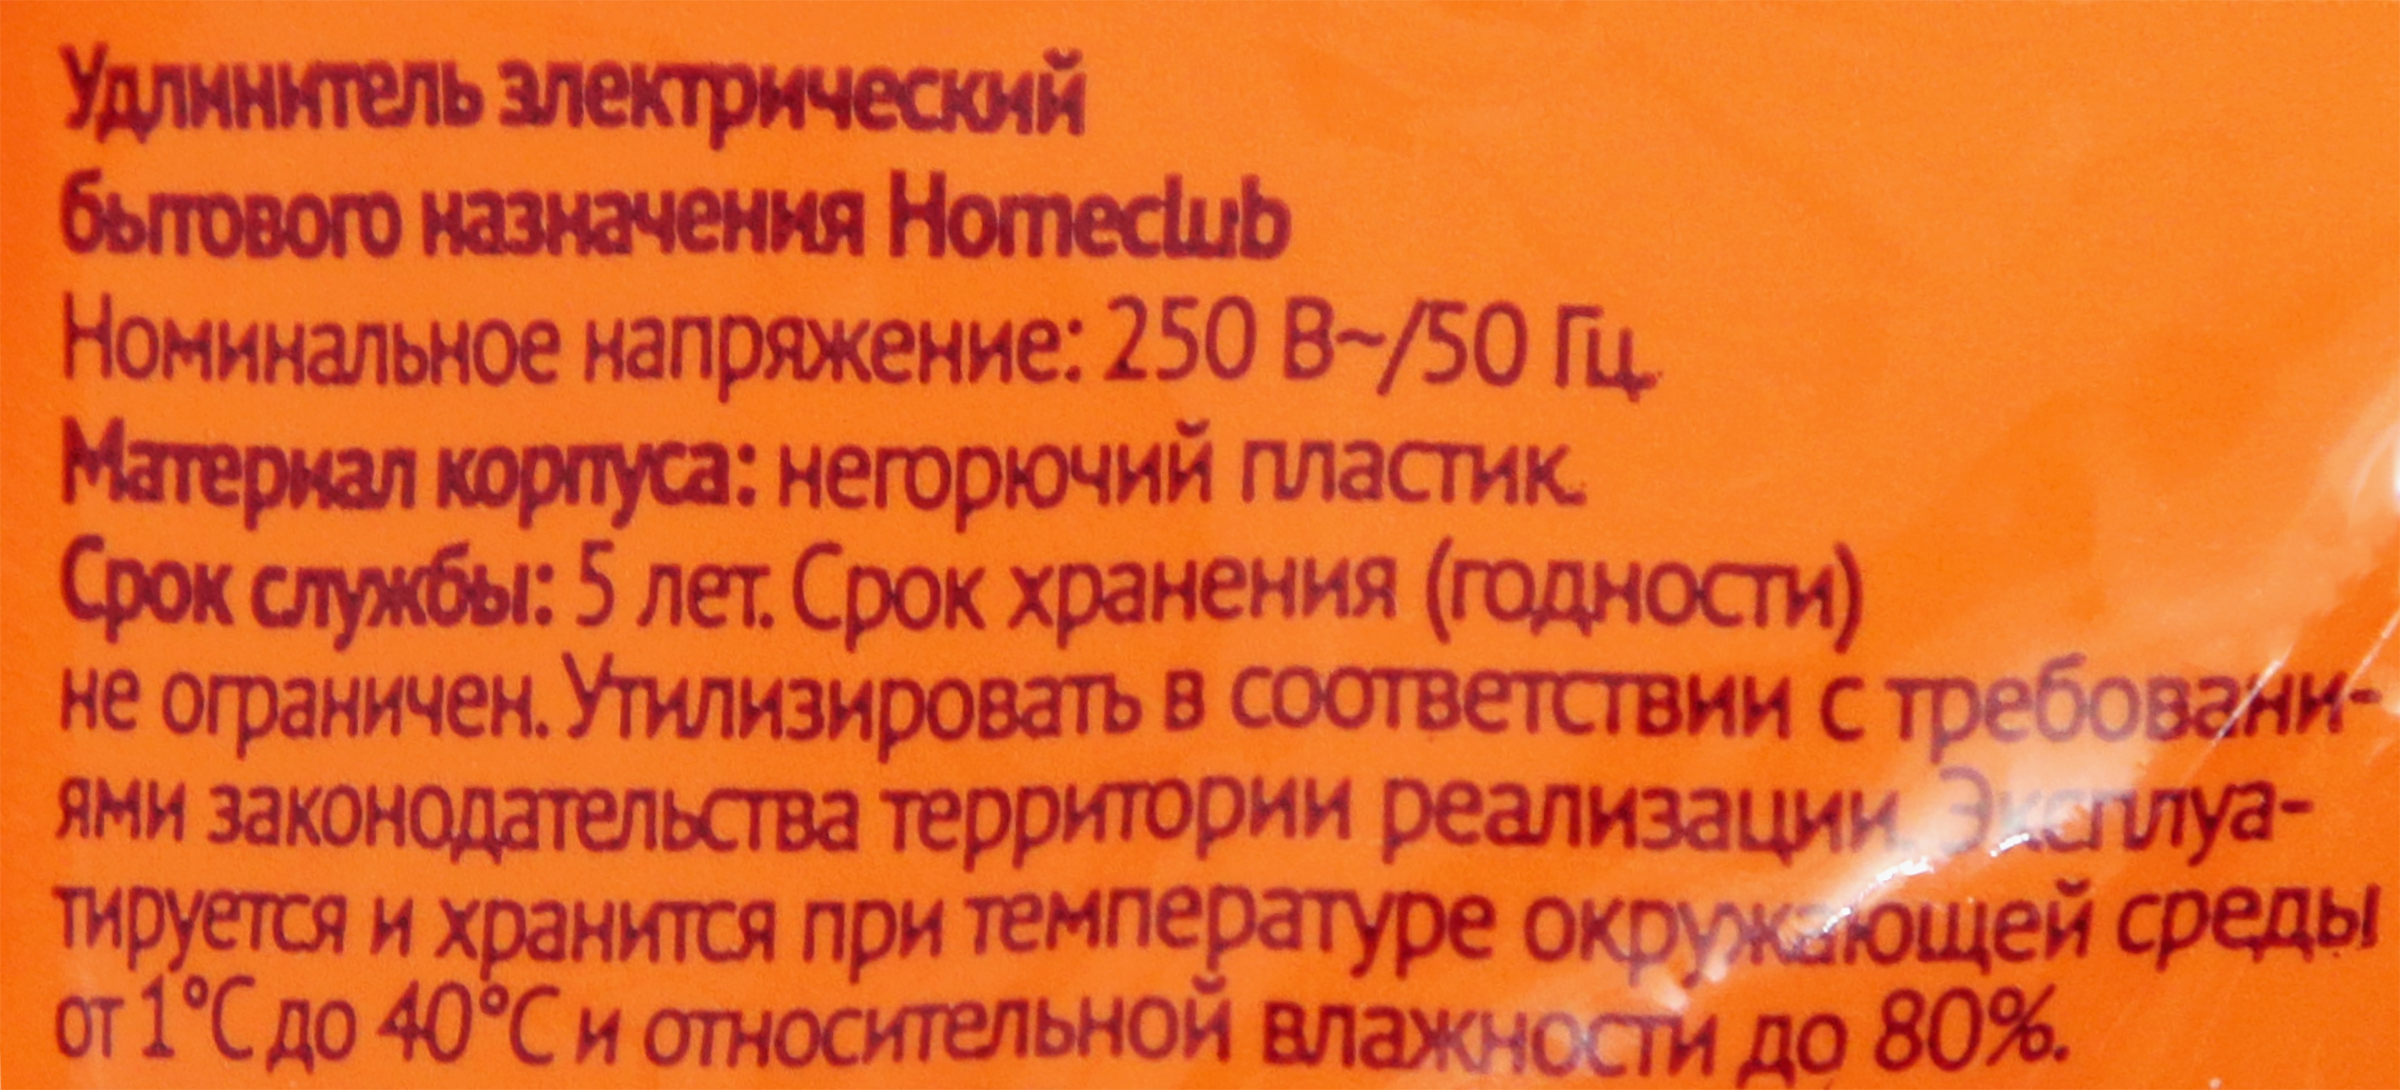 Удлинитель электрический
бытового назначения Homeclub
Номинальное напряжение: 250 В~/50 Гц.
Материал корпуса: негорючий пластик.
Срок службы: 5 лет. Срок хранения (годности)
не ограничен. Утилизировать в соответствии с требовани-
ями законодательства территории реализации. Эксплуа-
тируется и хранится при температуре окружающей среды
от 1°С до 40°С и относительной влажности до 80%.